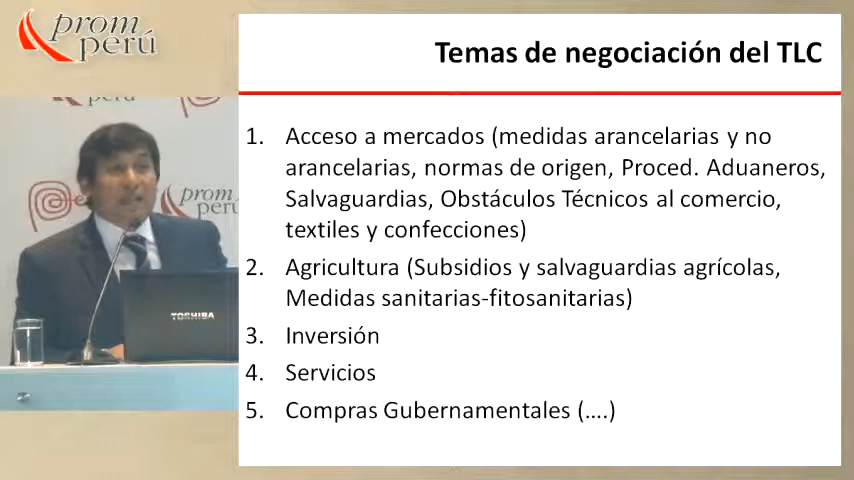 prom
perú
Temas de negociación del TLC
1. Acceso a mercados (medidas arancelarias y no
arancelarias, normas de origen, Proced. Aduaneros,
Salvaguardias, Obstáculos Técnicos al comercio,
textiles y confecciones)
2. Agricultura (Subsidios y salvaguardias agrícolas,
Medidas sanitarias-fitosanitarias)
3. Inversión
4. Servicios
5. Compras Gubernamentales (....)
perú
prom
perú
TOSHIBA